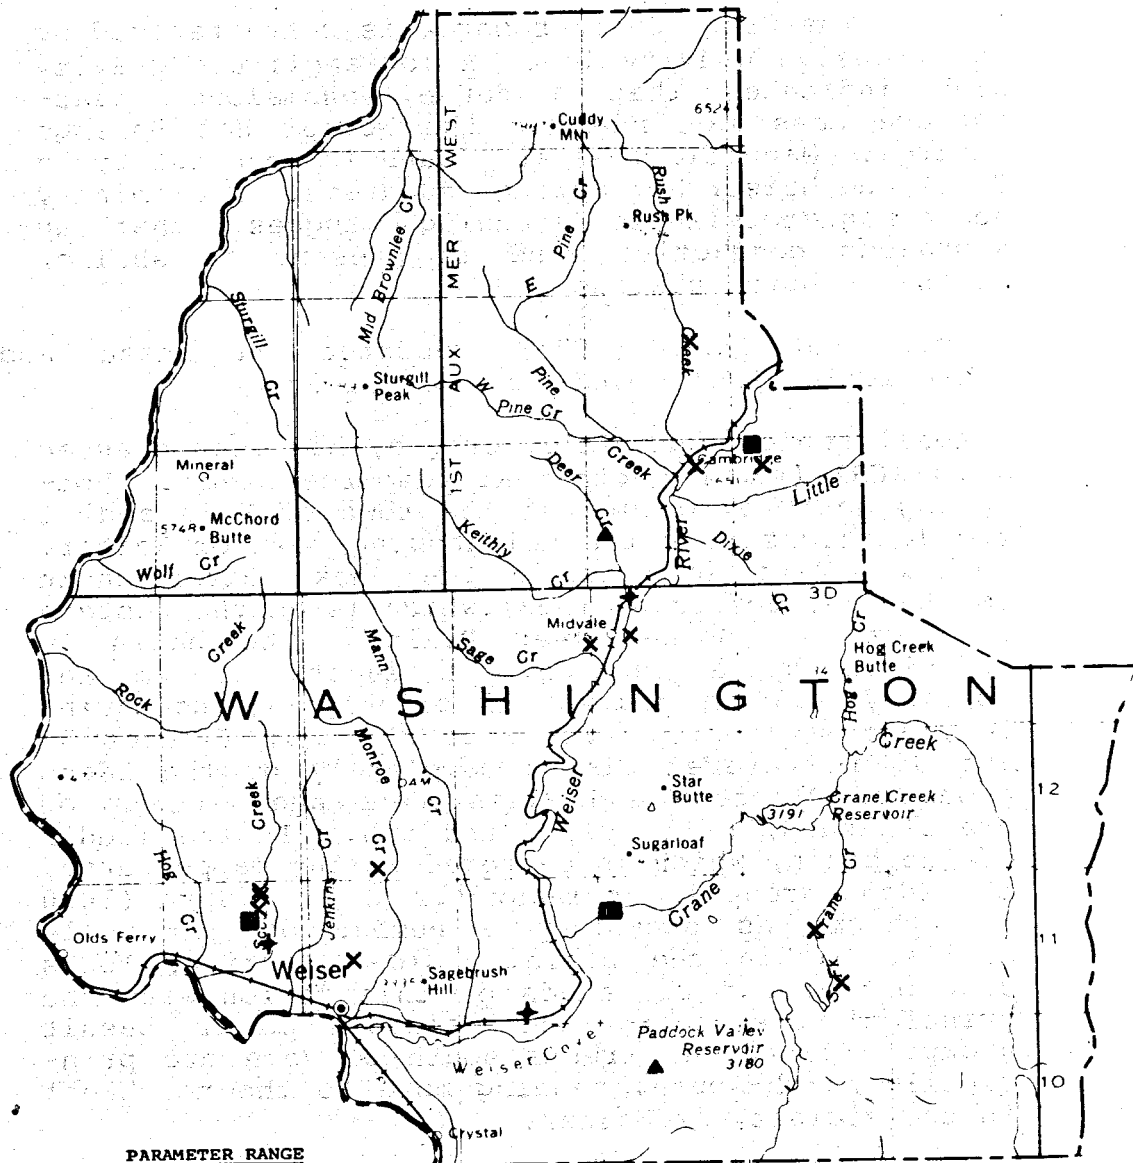 WEST
MER
AUX
1ST
Cuddy
Mtn
6524
Rush
Creek
Rush Pk
E Pine Cr
Mid Brownlee Cr
Sturgill
Cr
Sturgill
Peak
W
Pine Cr
Pine
Creek
Deer
Cr
Cambridge
Little
Mineral
5748
McChord
Butte
Wolf Cr
Keithly
Cr
River
Dixie
Cr
3D
Midvale
Sage Cr
Mann
Cr
Creek
Rock
Hog Creek
Butte
Cr
Hog
14
WASHINGTON
Creek
Monroe
Cr
DAM
Creek
Jenkins
Cr
Hog
Cr
Weiser
Star
Butte
Sugarloaf
3191
Crane Creek
Reservoir
12
Crane
Crane
Cr
11
Olds Ferry
Weiser
Sagebrush
Hill
Weiser Cove
Paddock Valley
Reservoir
3180
10
Crystal
PARAMETER RANGE